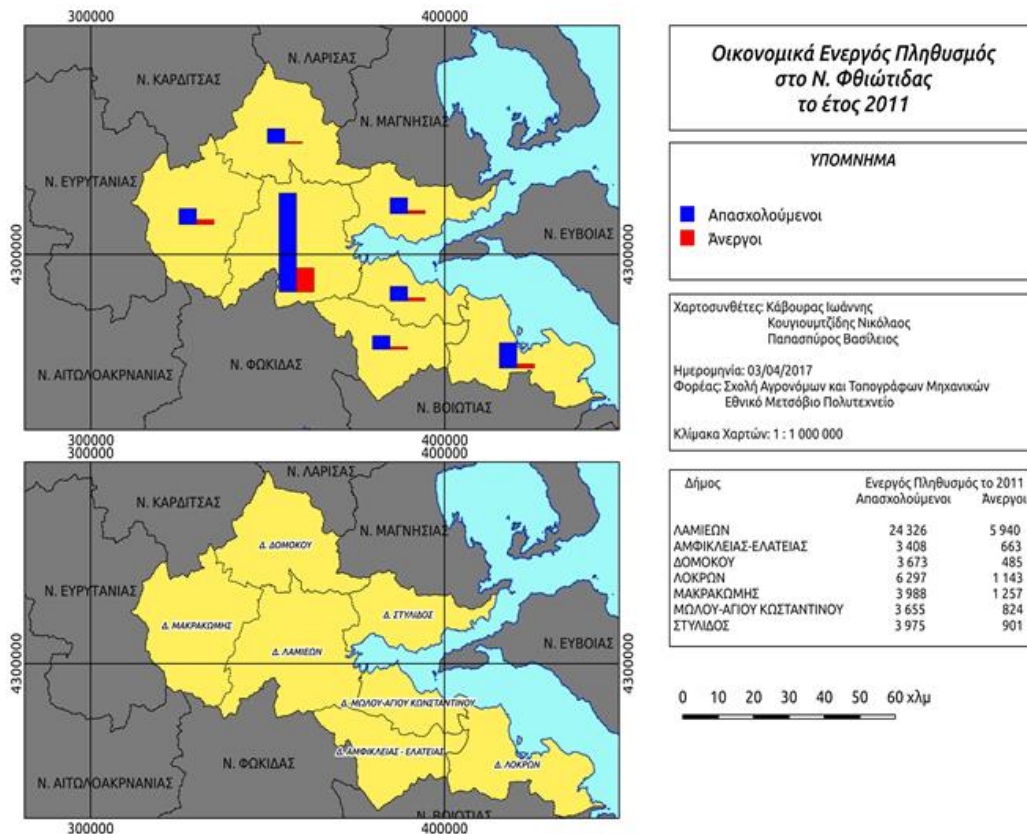 300000 400000
Ν. ΛΑΡΙΣΑΣ
Ν. ΚΑΡΔΙΤΣΑΣ
Ν. ΜΑΓΝΗΣΙΑΣ
Ν. ΕΥΡΥΤΑΝΙΑΣ
Ν. ΕΥΒΟΙΑΣ
4300000 4300000
Ν. ΦΩΚΙΔΑΣ
Ν. ΑΙΤΩΛΟΑΚΡΝΑΝΙΑΣ
Ν. ΒΟΙΩΤΙΑΣ
300000 400000
Οικονομικά Ενεργός Πληθυσμός
στο Ν. Φθιώτιδας
το έτος 2011
ΥΠΟΜΝΗΜΑ
Απασχολούμενοι
Άνεργοι
Χαρτοσυνθέτες: Κάβουρας Ιωάννης
Κουγιουμτζίδης Νικόλαος
Παπασπύρος Βασίλειος
Ημερομηνία: 03/04/2017
Φορέας: Σχολή Αγρονόμων και Τοπογράφων Μηχανικών
Εθνικό Μετσόβιο Πολυτεχνείο
Κλίμακα Χαρτών: 1 : 1 000 000
300000 400000
Ν. ΛΑΡΙΣΑΣ
Ν. ΚΑΡΔΙΤΣΑΣ
Ν. ΜΑΓΝΗΣΙΑΣ
Δ. ΔΟΜΟΚΟΥ
Ν. ΕΥΡΥΤΑΝΙΑΣ
Δ. ΣΤΥΛΙΔΟΣ
Δ. ΜΑΚΡΑΚΩΜΗΣ
Ν. ΕΥΒΟΙΑΣ
Δ. ΛΑΜΙΕΩΝ
4300000 4300000
Δ. ΜΩΛΟΥ-ΑΓΙΟΥ ΚΩΝΣΤΑΝΤΙΝΟΥ
Δ. ΑΜΦΙΚΛΕΙΑΣ - ΕΛΑΤΕΙΑΣ
Ν. ΦΩΚΙΔΑΣ
Δ. ΛΟΚΡΩΝ
Ν. ΑΙΤΩΛΟΑΚΡΝΑΝΙΑΣ
Ν. ΒΟΙΩΤΙΑΣ
300000 400000
Δήμος Ενεργός Πληθυσμός το 2011
Απασχολούμενοι Άνεργοι
ΛΑΜΙΕΩΝ 24 326 5 940
ΑΜΦΙΚΛΕΙΑΣ-ΕΛΑΤΕΙΑΣ 3 408 663
ΔΟΜΟΚΟΥ 3 673 485
ΛΟΚΡΩΝ 6 297 1 143
ΜΑΚΡΑΚΩΜΗΣ 3 988 1 257
ΜΩΛΟΥ-ΑΓΙΟΥ ΚΩΣΤΑΝΤΙΝΟΥ 3 655 824
ΣΤΥΛΙΔΟΣ 3 975 901
0 10 20 30 40 50 60 χλμ